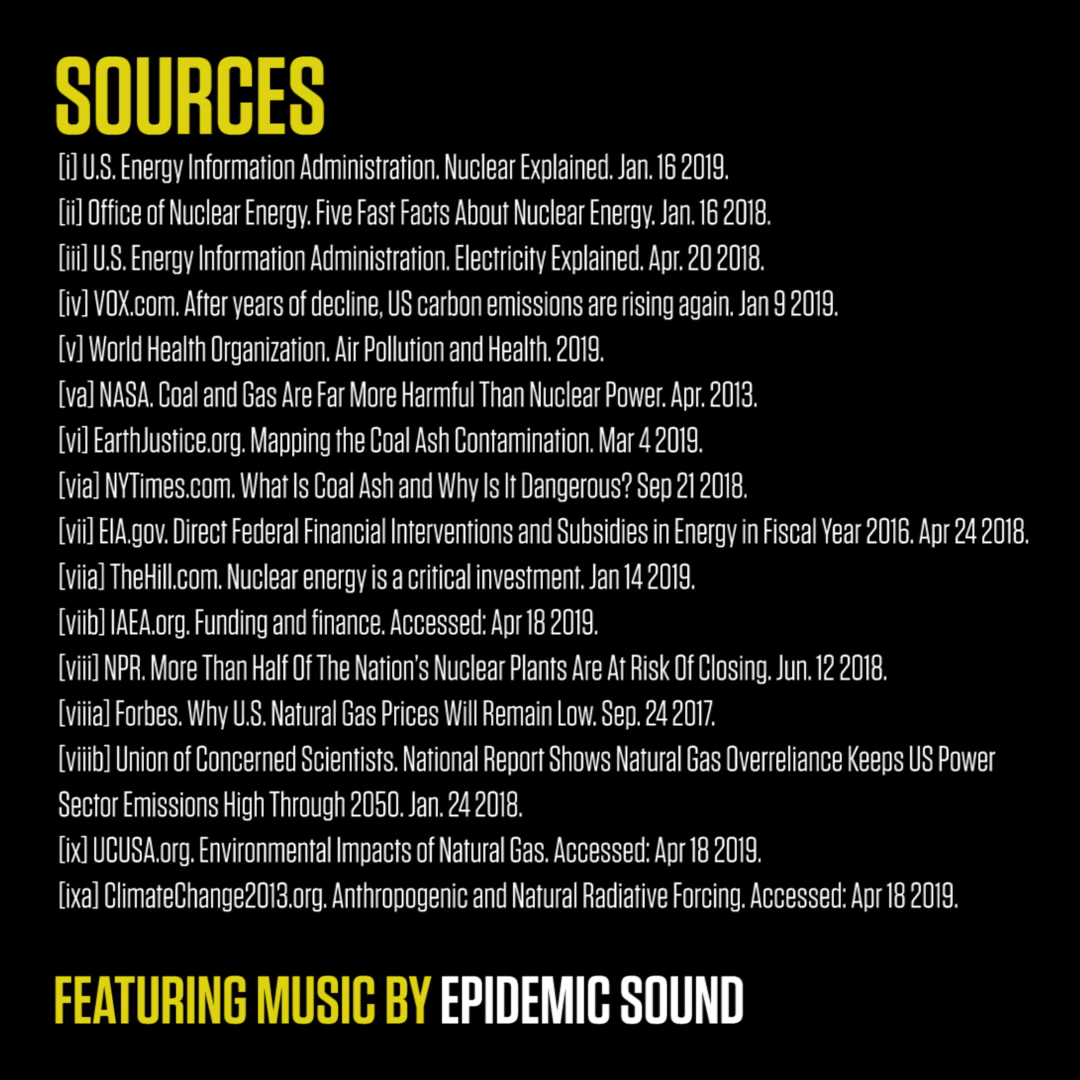 SOURCES
[i] U.S. Energy Information Administration. Nuclear Explained. Jan. 16 2019.
[ii] Office of Nuclear Energy. Five Fast Facts About Nuclear Energy. Jan. 16 2018.
[iii] U.S. Energy Information Administration. Electricity Explained. Apr. 20 2018.
[iv] VOX.com. After years of decline, US carbon emissions are rising again. Jan 9 2019.
[v] World Health Organization. Air Pollution and Health. 2019.
[va] NASA. Coal and Gas Are Far More Harmful Than Nuclear Power. Apr. 2013.
[vi] EarthJustice.org. Mapping the Coal Ash Contamination. Mar 4 2019.
[via] NYTimes.com. What Is Coal Ash and Why Is It Dangerous? Sep 21 2018.
[vii] EIA.gov. Direct Federal Financial Interventions and Subsidies in Energy in Fiscal Year 2016. Apr 24 2018.
[viia] TheHill.com. Nuclear energy is a critical investment. Jan 14 2019.
[viib] IAEA.org. Funding and finance. Accessed: Apr 18 2019.
[viii] NPR. More Than Half Of The Nation's Nuclear Plants Are At Risk Of Closing. Jun. 12 2018.
[viiia] Forbes. Why U.S. Natural Gas Prices Will Remain Low. Sep. 24 2017.
[viiib] Union of Concerned Scientists. National Report Shows Natural Gas Overreliance Keeps US Power
Sector Emissions High Through 2050. Jan. 24 2018.
[ix] UCUSA.org. Environmental Impacts of Natural Gas. Accessed: Apr 18 2019.
[ixa] ClimateChange2013.org. Anthropogenic and Natural Radiative Forcing. Accessed: Apr 18 2019.
FEATURING MUSIC BY EPIDEMIC SOUND